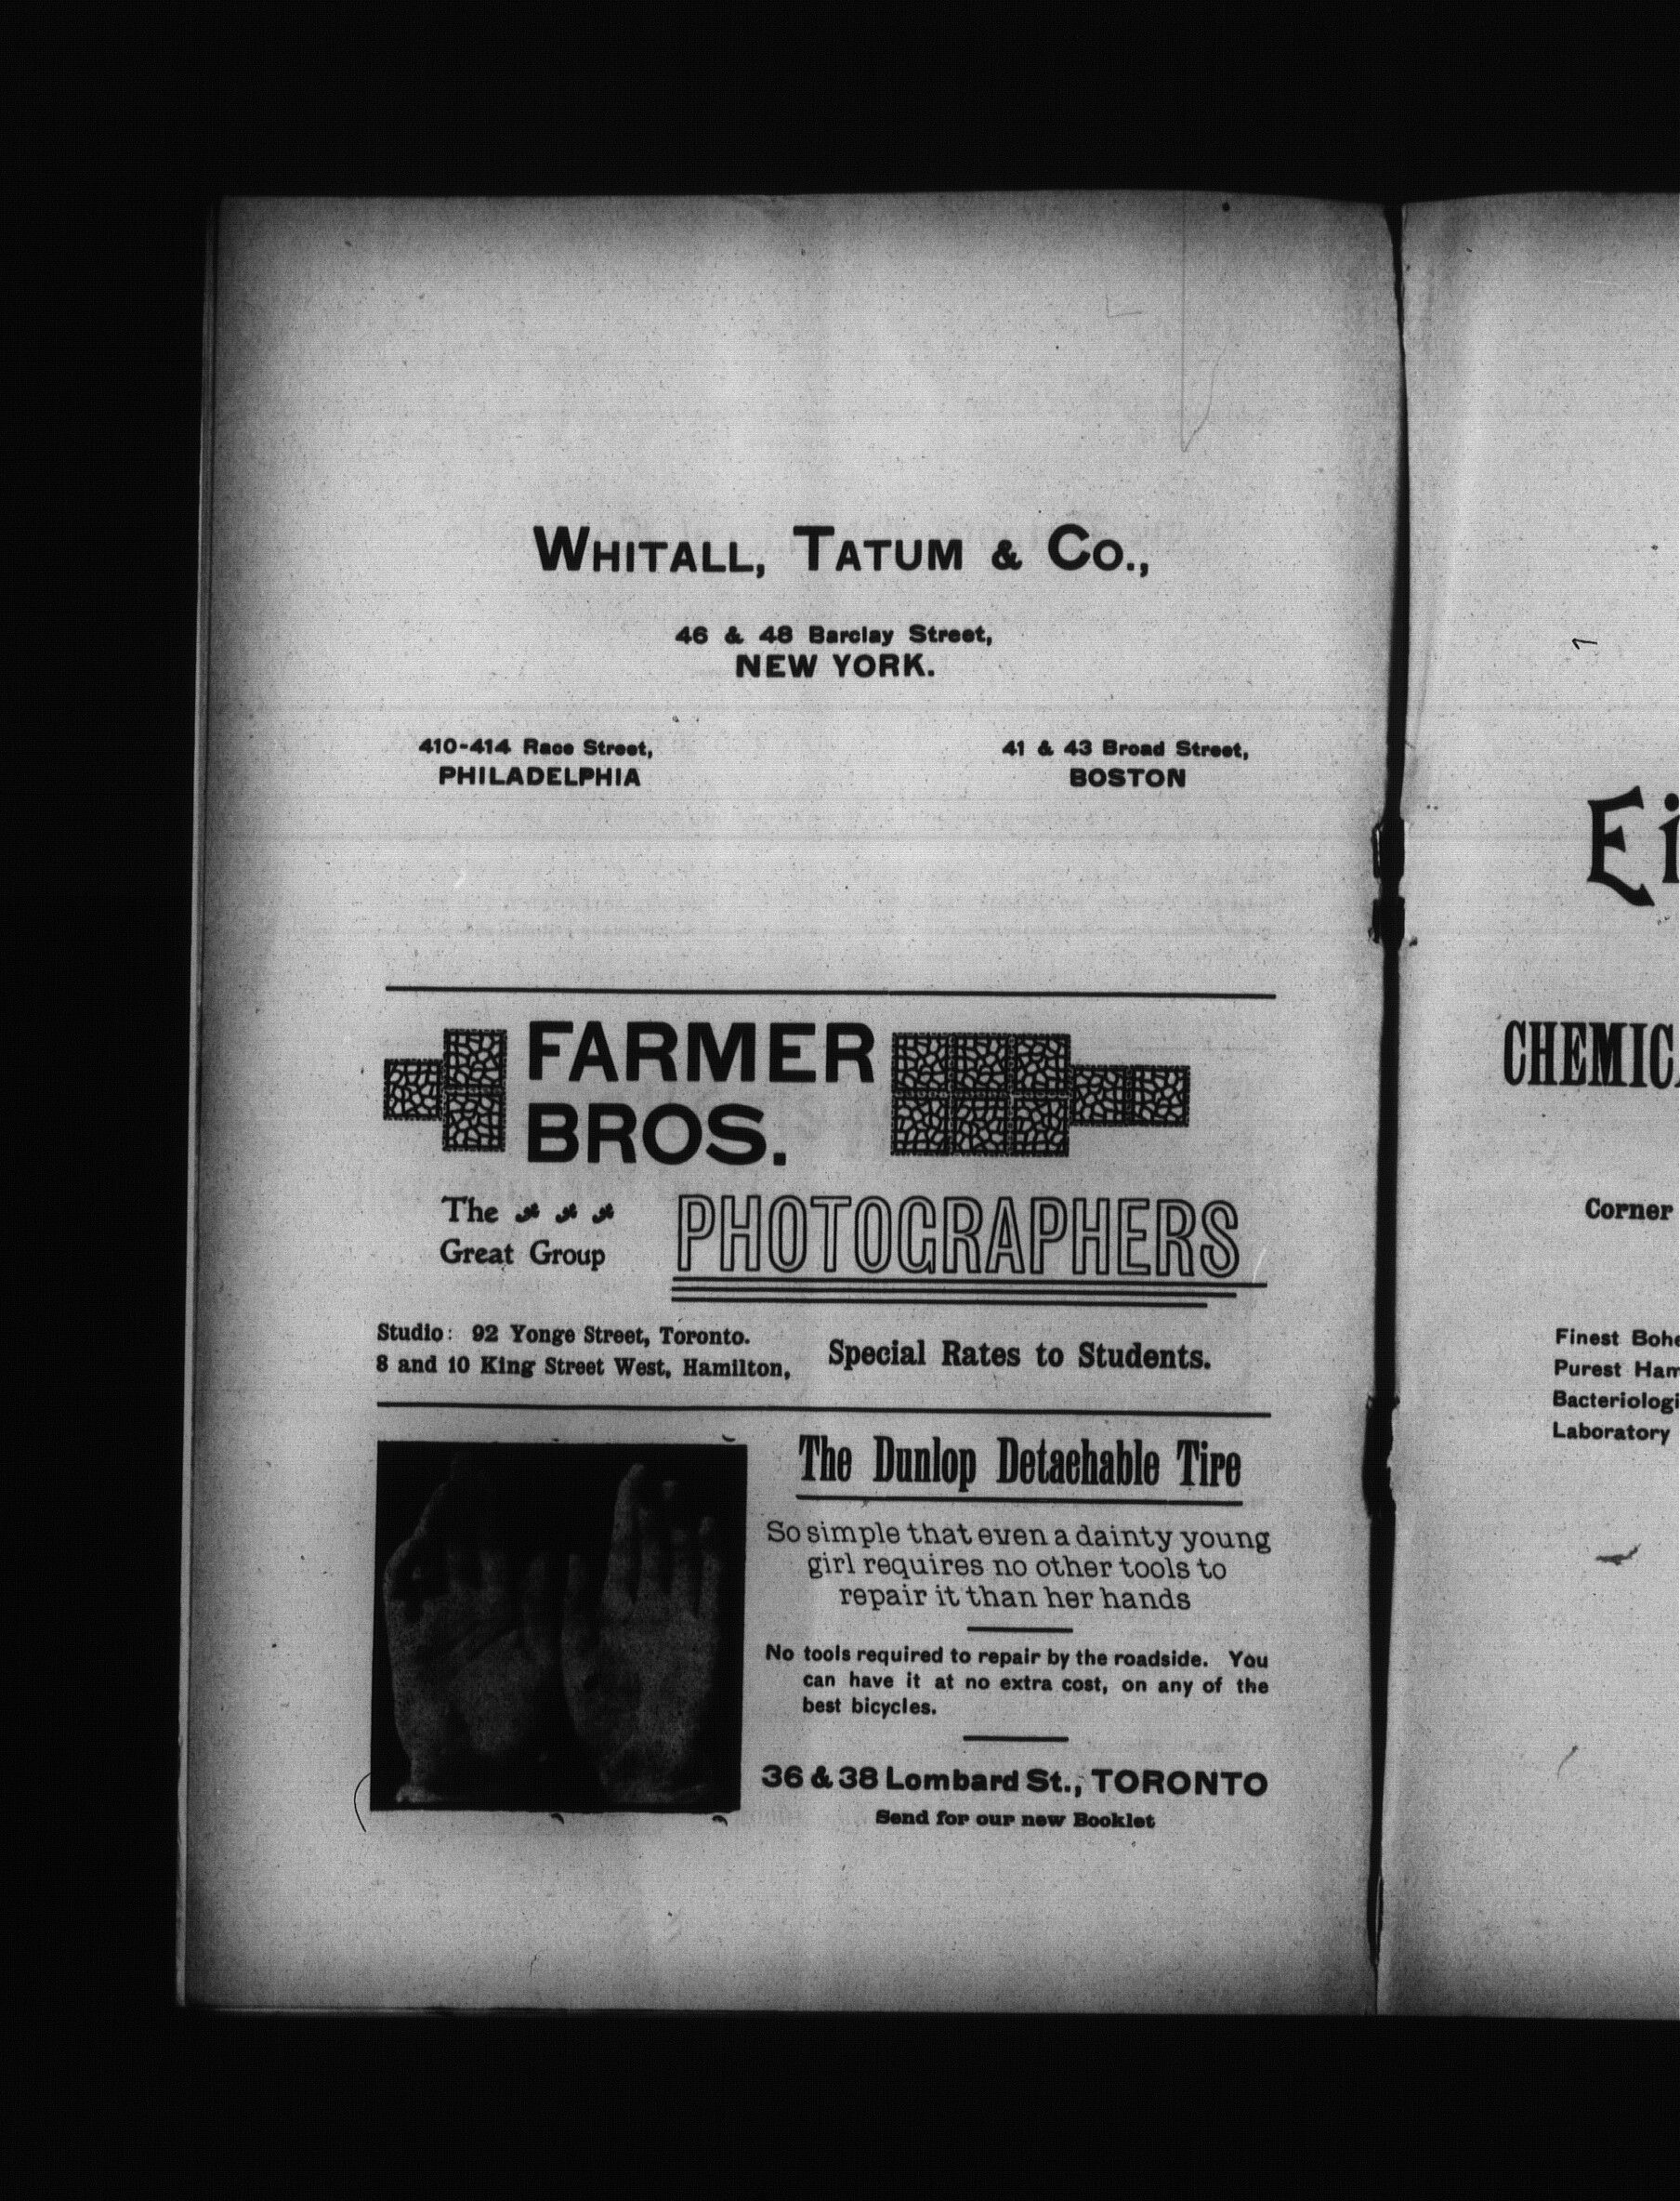 WHITALL, TATUM & CO.,
46 & 48 Barclay Street,
NEW YORK.
410-414 Race Street,
PHILADELPHIA
41 & 43 Broad Street,
BOSTON
FARMER
BROS.
The
Great Group
PHOTOGRAPHERS
Studio: 92 Yonge Street, Toronto.
8 and 10 King Street West, Hamilton,
Special Rates to Students.
The Dunlop Detachable Tire
So simple that even a dainty young
girl requires no other tools to
repair it than her hands
No tools required to repair by the roadside. You
can have it at no extra cost, on any of the
best bicycles.
36 & 38 Lombard St., TORONTO
Send for our new Booklet
Ei
CHEMICA
Corner
Finest Bohe
Purest Ham
Bacteriologi
Laboratory